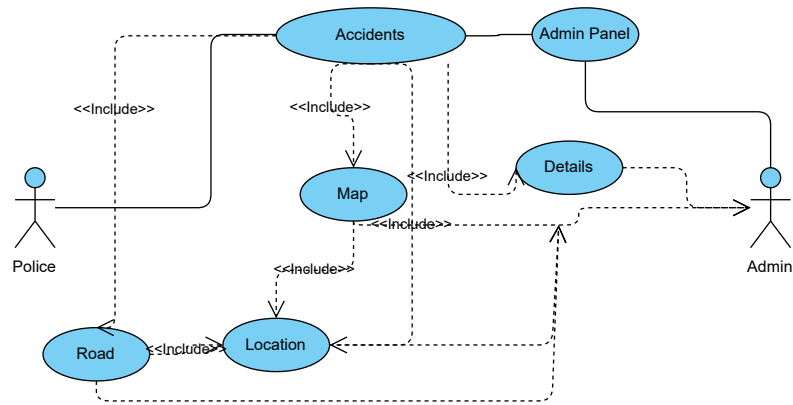 Accidents
Admin Panel
<<Include>>
<<Include>>
Details
<<Include>>
Map
<<Include>>
Police
Admin
<<Include>>
Location
<<Include>>
Road